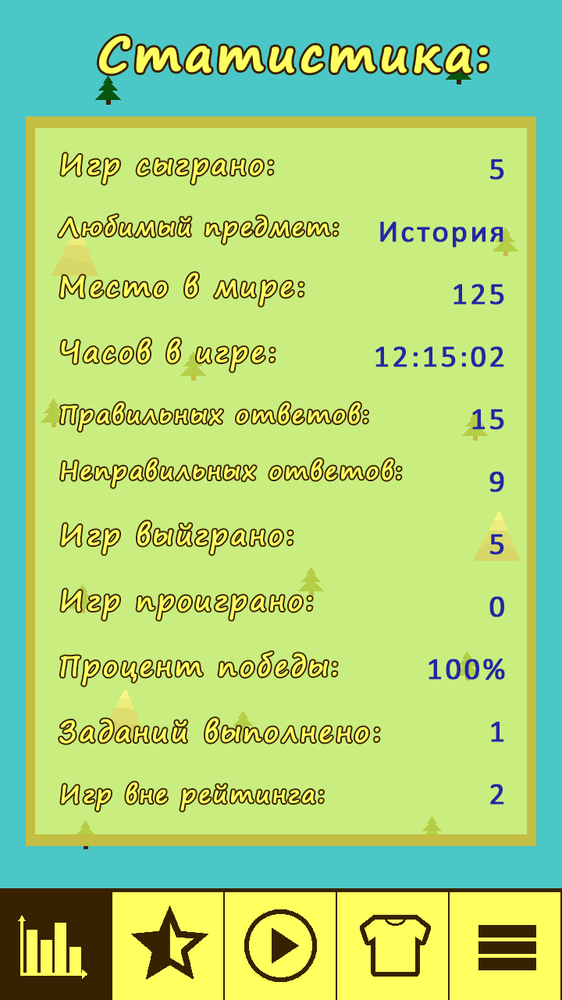 Статистика:
Игр сыграно: 5
Любимый предмет: История
Место в мире: 125
Часов в игре: 12:15:02
Правильных ответов: 15
Неправильных ответов: 9
Игр выйграно: 5
Игр проиграно: 0
Процент победы: 100%
Заданий выполнено: 1
Игр вне рейтинга: 2